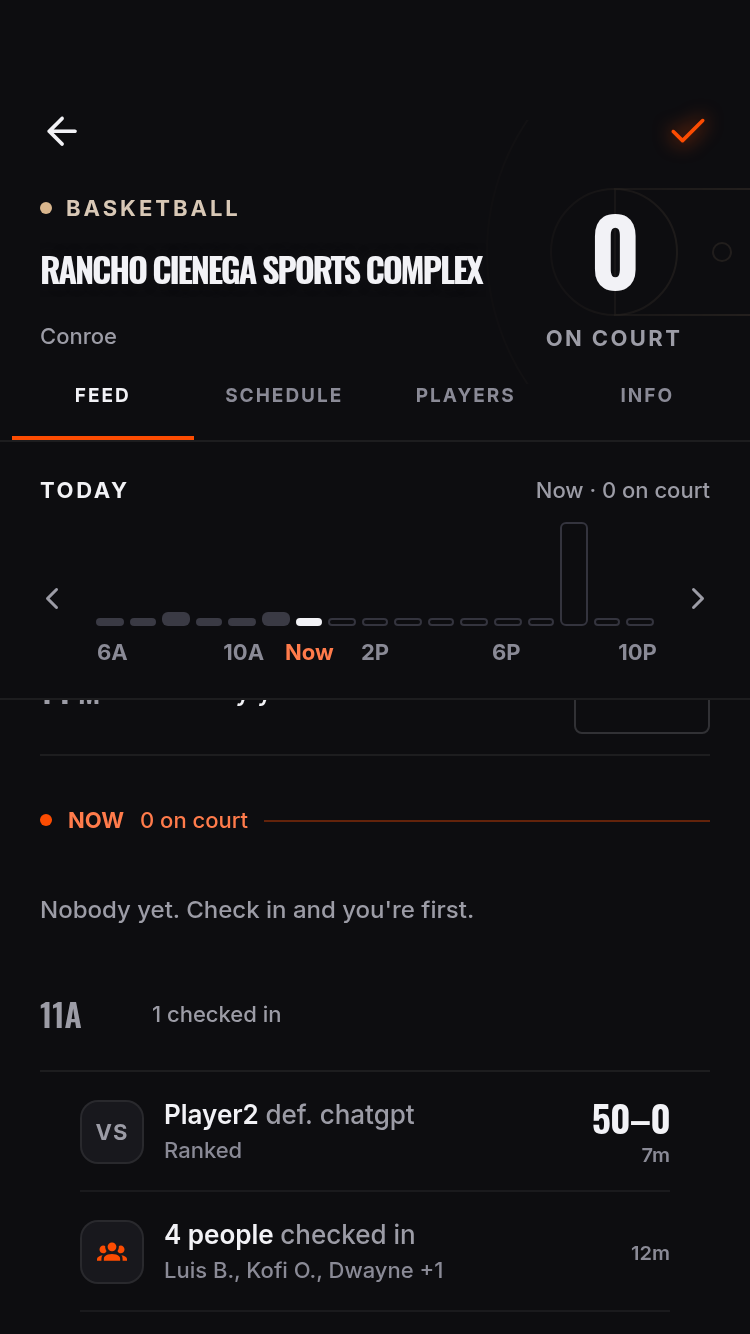 BASKETBALL
RANCHO CIENEGA SPORTS COMPLEX
Conroe
0
ON COURT
FEED SCHEDULE PLAYERS INFO
TODAY
Now · 0 on court
6A 10A Now 2P 6P 10P
NOW 0 on court
Nobody yet. Check in and you're first.
11A 1 checked in
VS
Player2 def. chatgpt
Ranked
50–0
7m
4 people checked in
Luis B., Kofi O., Dwayne +1
12m